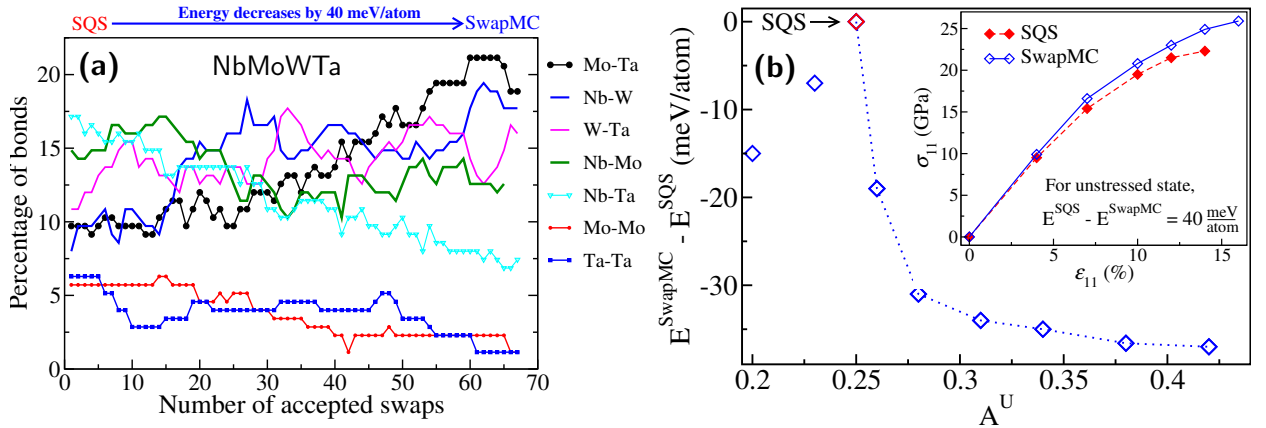 Energy decreases by 40 meV/atom
SQS SwapMC
(a) NbMoWTa
20
15
10
5
0
Percentage of bonds
0 10 20 30 40 50 60 70
Number of accepted swaps
Mo-Ta
Nb-W
W-Ta
Nb-Mo
Nb-Ta
Mo-Mo
Ta-Ta
SQS
(b)
0
-10
-20
-30
E^SwapMC - E^SQS (meV/atom)
0.2 0.25 0.3 0.35 0.4
A^U
SQS
SwapMC
25
20
15
10
5
0
σ_11 (GPa)
For unstressed state,
E^SQS - E^SwapMC = 40 meV/atom
0 5 10 15
ε_11 (%)